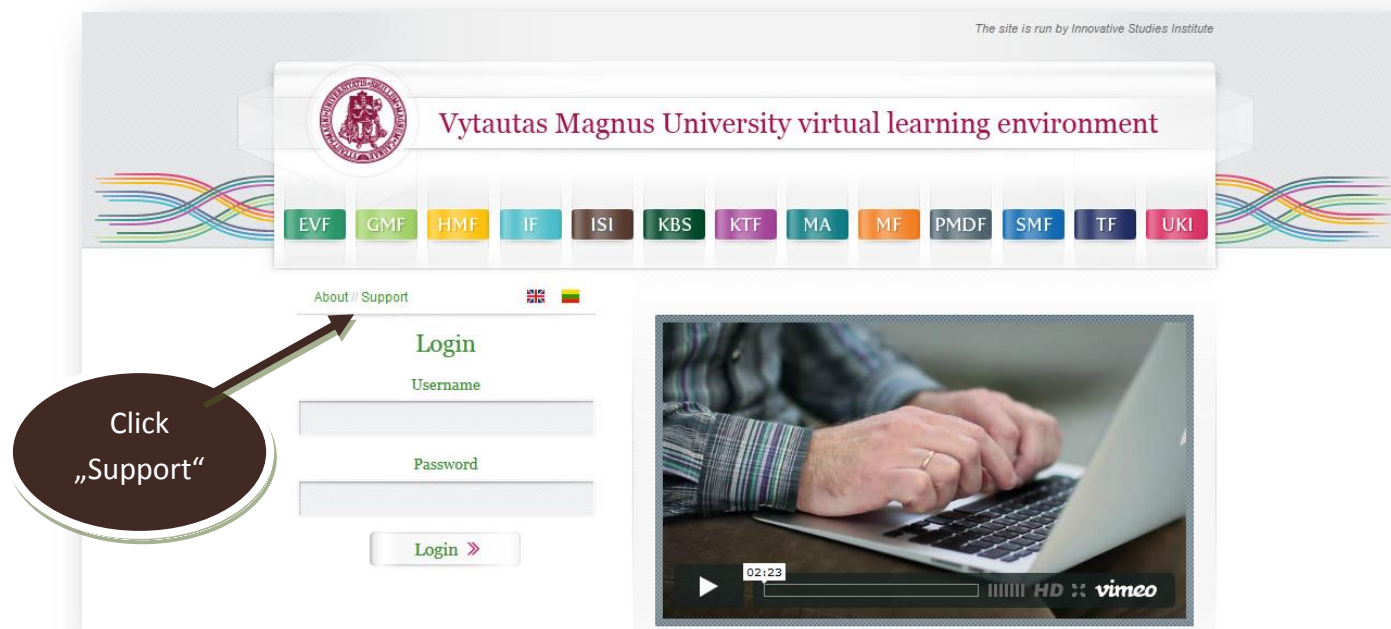 The site is run by Innovative Studies Institute
Vytautas Magnus University virtual learning environment
EVF GMF HMF IF ISI KBS KTF MA MF PMDF SMF TF UKI
About // Support
Login
Username
Password
Login »
Click
„Support“
02:23
HD vimeo